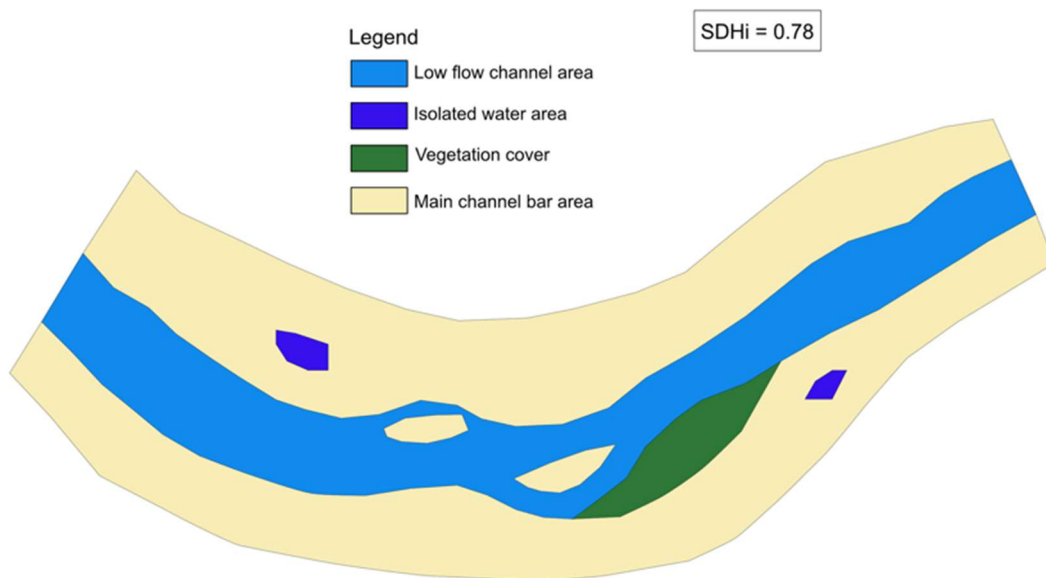 SDHi = 0.78
Legend
Low flow channel area
Isolated water area
Vegetation cover
Main channel bar area